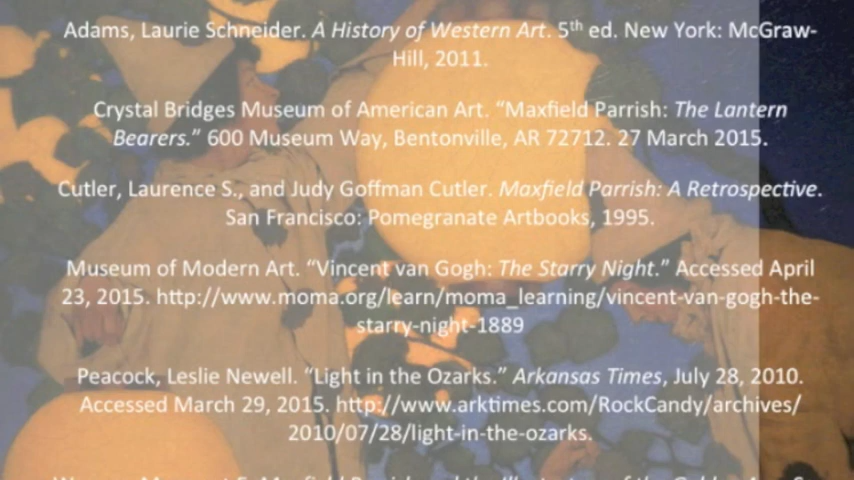 Adams, Laurie Schneider. A History of Western Art. 5th ed. New York: McGraw-
Hill, 2011.
Crystal Bridges Museum of American Art. “Maxfield Parrish: The Lantern
Bearers.” 600 Museum Way, Bentonville, AR 72712. 27 March 2015.
Cutler, Laurence S., and Judy Goffman Cutler. Maxfield Parrish: A Retrospective.
San Francisco: Pomegranate Artbooks, 1995.
Museum of Modern Art. “Vincent van Gogh: The Starry Night.” Accessed April
23, 2015. http://www.moma.org/learn/moma_learning/vincent-van-gogh-the-
starry-night-1889
Peacock, Leslie Newell. “Light in the Ozarks.” Arkansas Times, July 28, 2010.
Accessed March 29, 2015. http://www.arktimes.com/RockCandy/archives/
2010/07/28/light-in-the-ozarks.